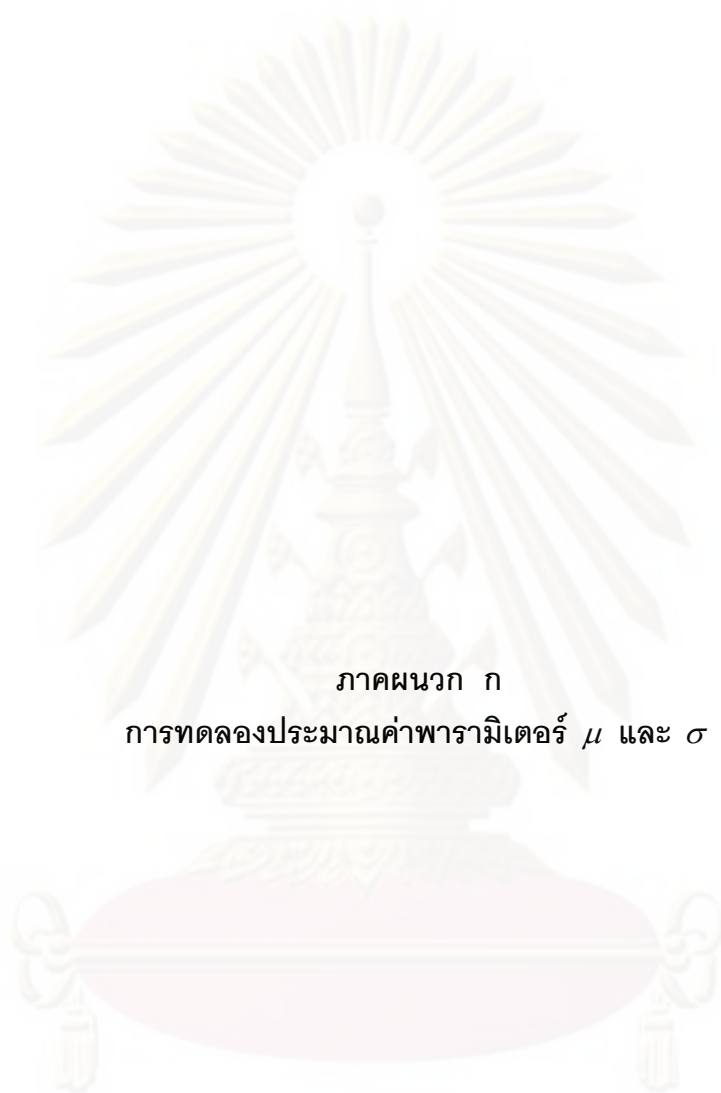 ภาคผนวก ก
การทดลองประมาณค่าพารามิเตอร์ μ และ σ